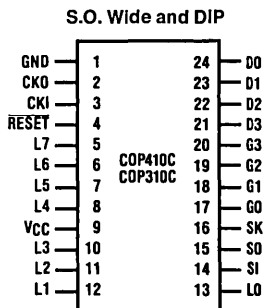 S.O. Wide and DIP
GND 1 24 D0
CKO 2 23 D1
CKI 3 22 D2
RESET 4 21 D3
L7 5 20 G3
L6 6 COP410C 19 G2
L5 7 COP310C 18 G1
L4 8 17 G0
VCC 9 16 SK
L3 10 15 SO
L2 11 14 SI
L1 12 13 L0